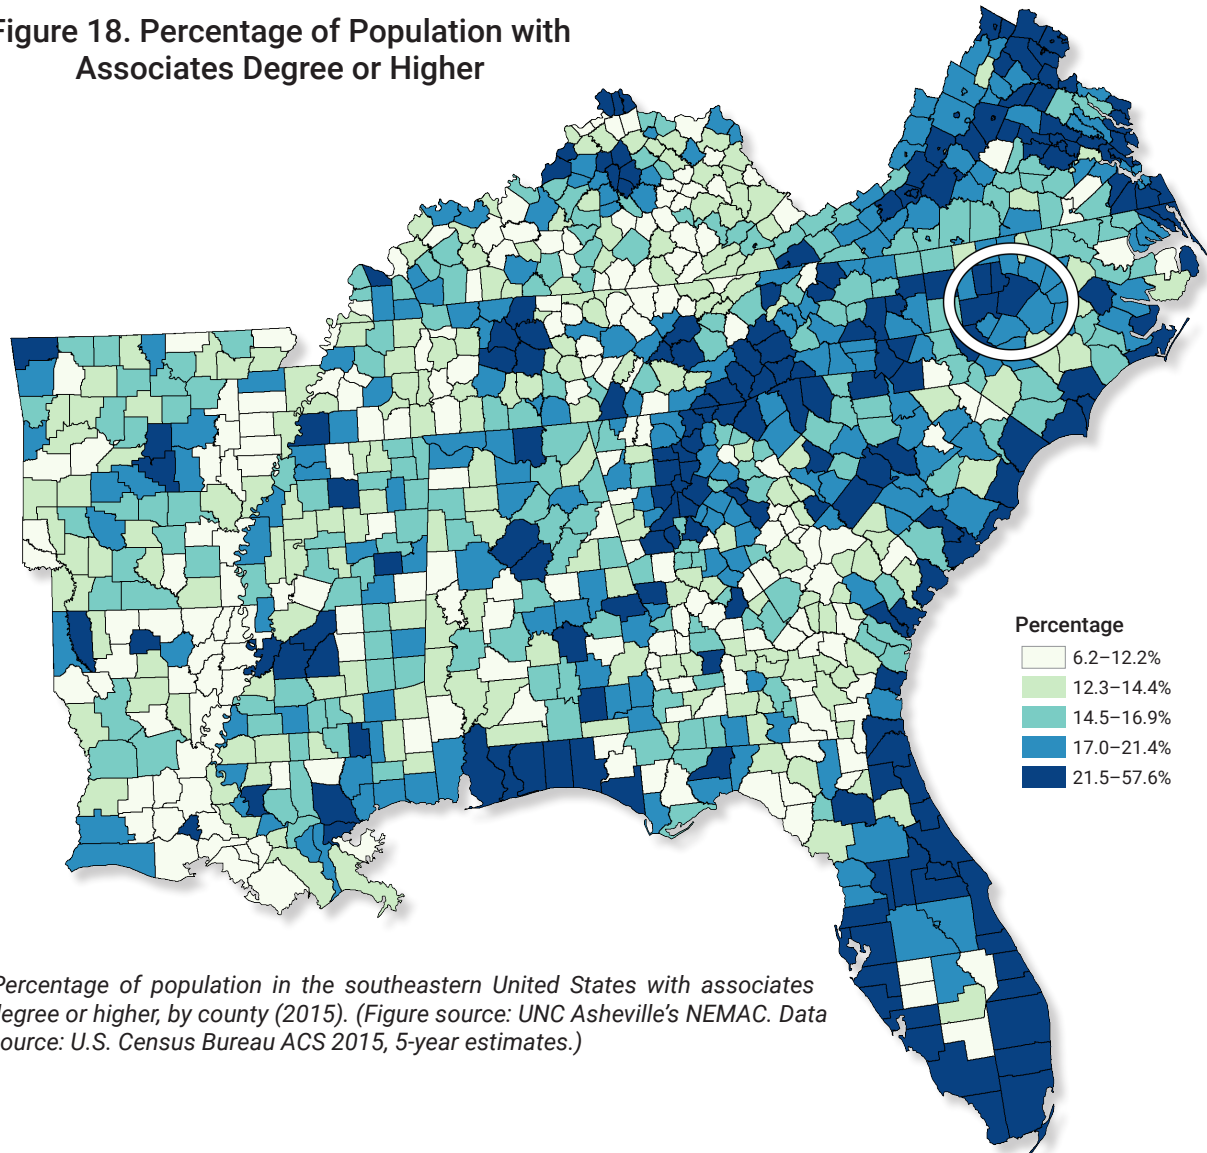 igure 18. Percentage of Population with
Associates Degree or Higher
Percentage
6.2–12.2%
12.3–14.4%
14.5–16.9%
17.0–21.4%
21.5–57.6%
Percentage of population in the southeastern United States with associates
egree or higher, by county (2015). (Figure source: UNC Asheville’s NEMAC. Data
ource: U.S. Census Bureau ACS 2015, 5-year estimates.)